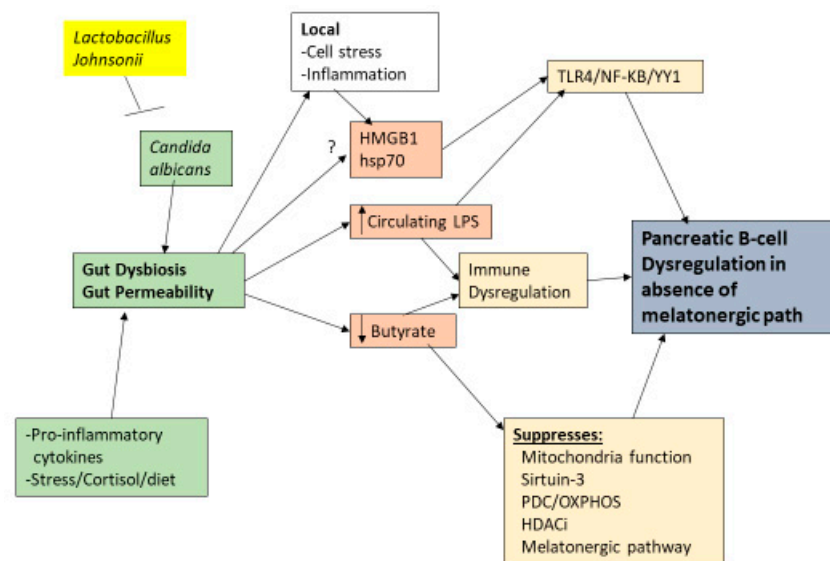 Lactobacillus
Johnsonii
Local
-Cell stress
-Inflammation
TLR4/NF-KB/YY1
Candida
albicans
?
HMGB1
hsp70
Circulating LPS
Gut Dysbiosis
Gut Permeability
Immune
Dysregulation
Pancreatic B-cell
Dysregulation in
absence of
melatonergic path
Butyrate
-Pro-inflammatory
cytokines
-Stress/Cortisol/diet
Suppresses:
Mitochondria function
Sirtuin-3
PDC/OXPHOS
HDACi
Melatonergic pathway